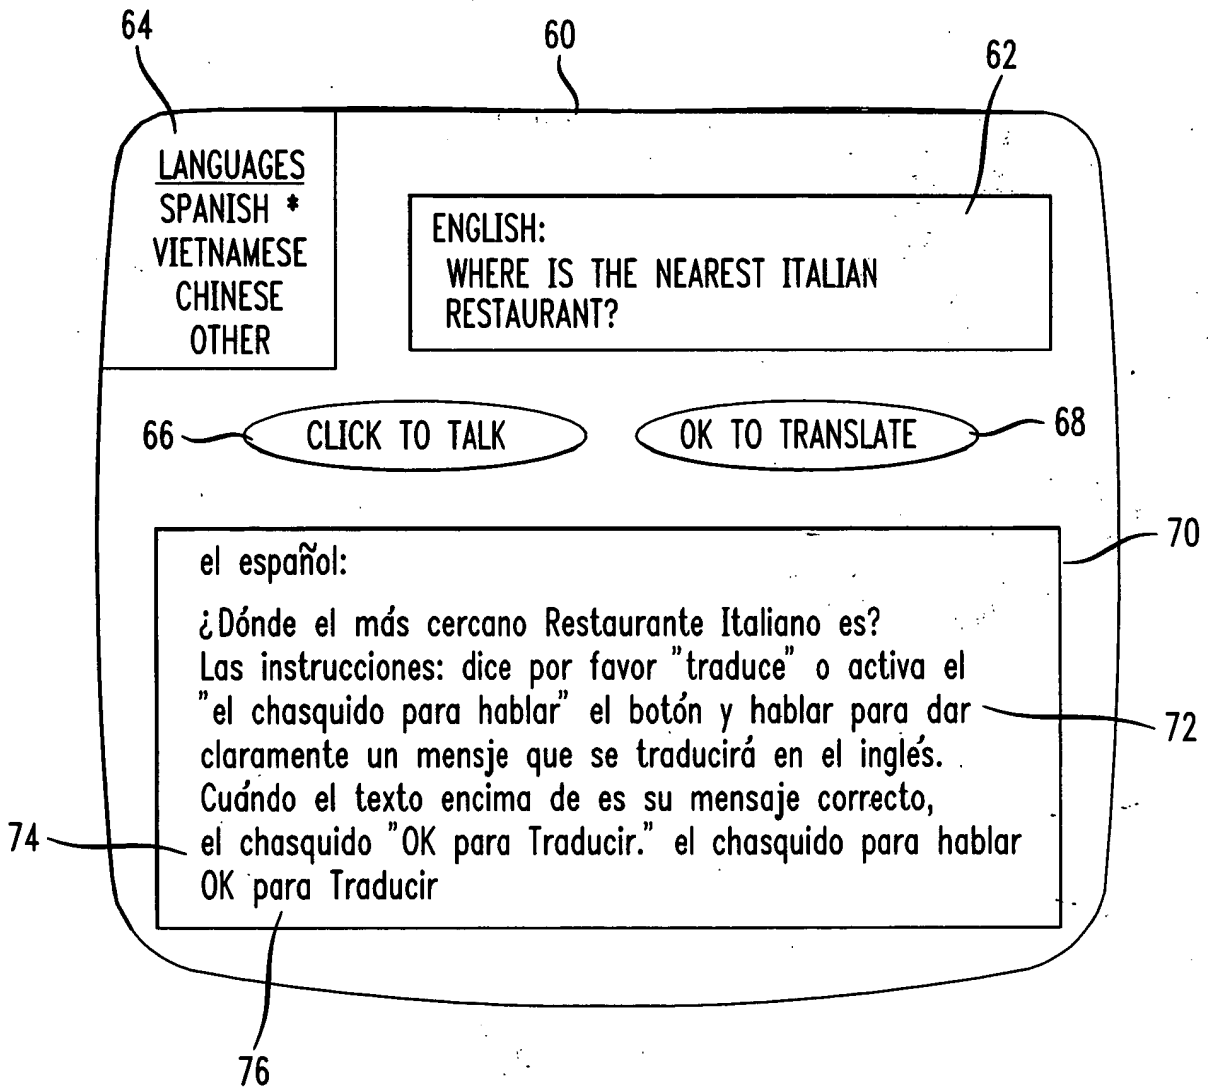 64
60
62
LANGUAGES
SPANISH *
VIETNAMESE
CHINESE
OTHER
ENGLISH:
WHERE IS THE NEAREST ITALIAN
RESTAURANT?
66
CLICK TO TALK
OK TO TRANSLATE
68
70
el español:
¿Dónde el más cercano Restaurante Italiano es?
Las instrucciones: dice por favor "traduce" o activa el
"el chasquido para hablar" el botón y hablar para dar
72
claramente un mensje que se traducirá en el inglés.
Cuándo el texto encima de es su mensaje correcto,
74
el chasquido "OK para Traducir." el chasquido para hablar
OK para Traducir
76